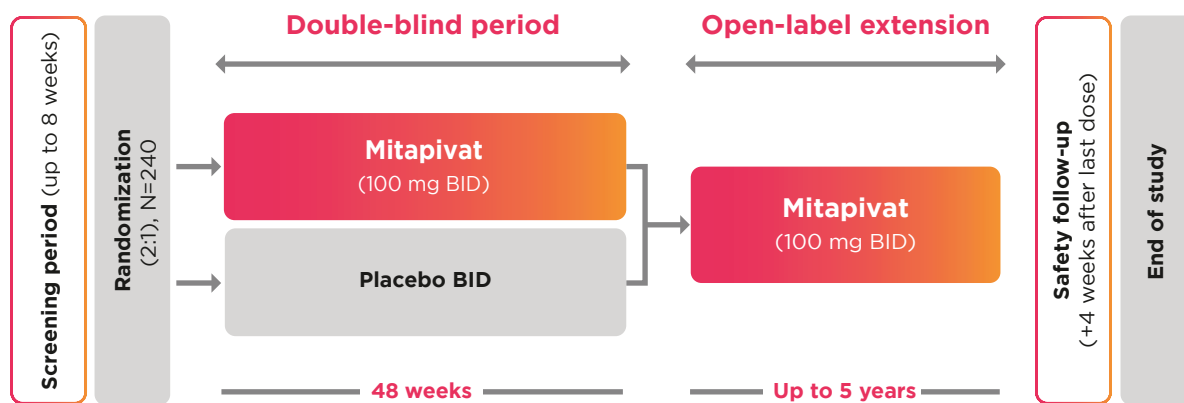 Screening period (up to 8 weeks)
Randomization
(2:1), N=240
Double-blind period
Mitapivat
(100 mg BID)
Placebo BID
48 weeks
Open-label extension
Mitapivat
(100 mg BID)
Up to 5 years
Safety follow-up
(+4 weeks after last dose)
End of study